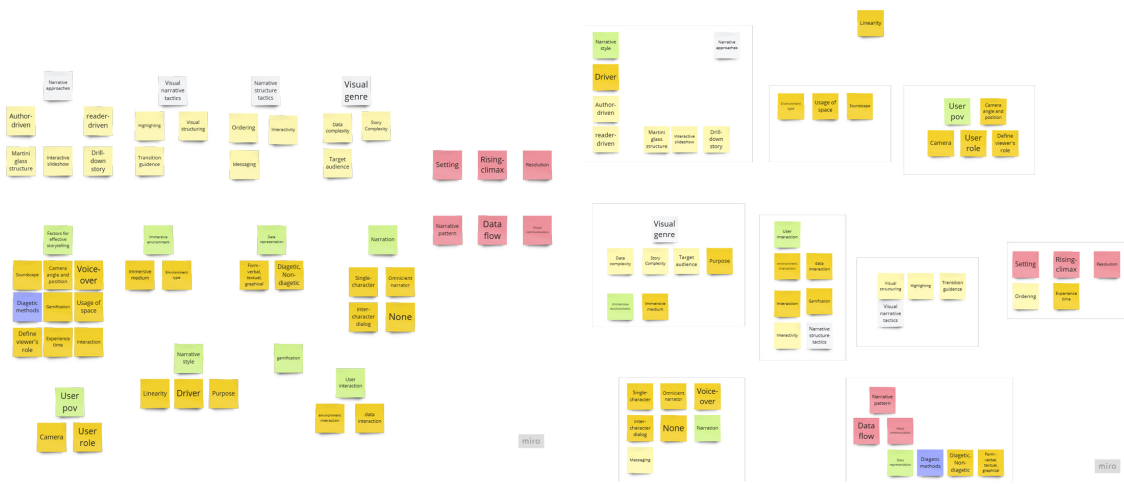 Narrative approaches
Visual narrative tactics
Narrative structure tactics
Visual genre
Author-driven
reader-driven
Highlighting
Visual structuring
Ordering
Interactivity
Data complexity
Story Complexity
Martini glass structure
Interactive slideshow
Drill-down story
Transition guidance
Messaging
Target audience
Setting
Rising-climax
Resolution
Narrative pattern
Data flow
Factors for effective storytelling
Immersive environment
Data representation
Narration
Soundscape
Camera angle and position
Voice-over
Immersive medium
Environment type
Form- verbal, textual, graphical
Diagetic, Non-diagetic
Single-character
Omnicient narrator
Diagetic methods
Gamification
Usage of space
Inter-character dialog
None
Define viewer's role
Experience time
Interaction
Narrative style
gamification
User interaction
Linearity
Driver
Purpose
User pov
Camera
User role
environment interaction
data interaction
miro
Linearity
Narrative style
Narrative approaches
Driver
Author-driven
reader-driven
Martini glass structure
Interactive slideshow
Drill-down story
Environment type
Usage of space
Soundscape
User pov
Camera angle and position
Camera
User role
Define viewer's role
Visual genre
Data complexity
Story Complexity
Target audience
Purpose
Immersive environment
Immersive medium
User interaction
environment interaction
data interaction
Interaction
Gamification
Interactivity
Narrative structure tactics
Visual structuring
Highlighting
Transition guidance
Visual narrative tactics
Setting
Rising-climax
Resolution
Ordering
Experience time
Single-character
Omnicient narrator
Voice-over
Inter-character dialog
None
Narration
Messaging
Narrative pattern
Data flow
Data representation
Diagetic methods
Diagetic, Non-diagetic
Form- verbal, textual, graphical
miro